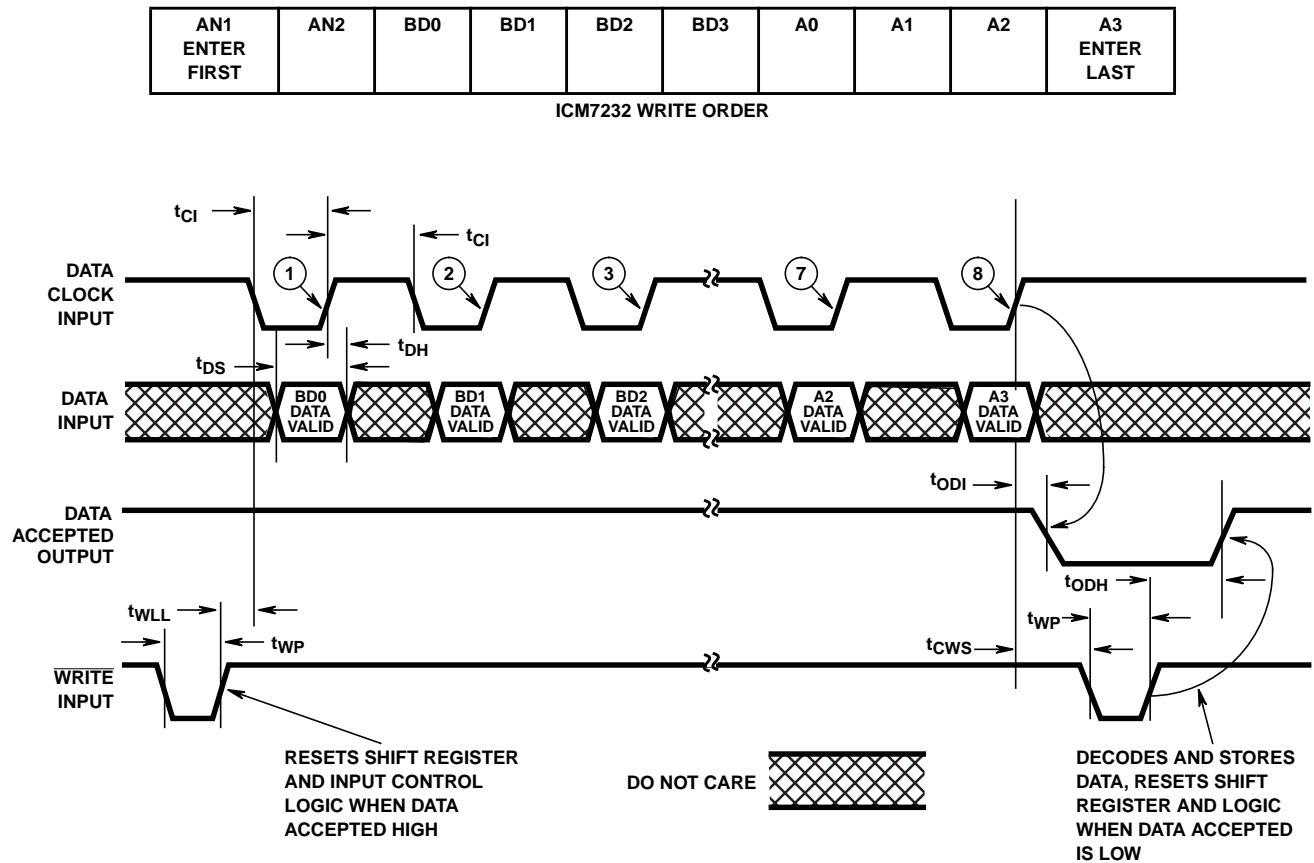 AN1 ENTER FIRST
AN2
BD0
BD1
BD2
BD3
A0
A1
A2
A3 ENTER LAST
ICM7232 WRITE ORDER
tCI
tCI
DATA
CLOCK
INPUT
1
2
3
7
8
tDS
tDH
DATA
INPUT
BD0
DATA
VALID
BD1
DATA
VALID
BD2
DATA
VALID
A2
DATA
VALID
A3
DATA
VALID
tODI
DATA
ACCEPTED
OUTPUT
tODH
tWLL
tWP
tWP
tCWS
WRITE
INPUT
RESETS SHIFT REGISTER
AND INPUT CONTROL
LOGIC WHEN DATA
ACCEPTED HIGH
DO NOT CARE
DECODES AND STORES
DATA, RESETS SHIFT
REGISTER AND LOGIC
WHEN DATA ACCEPTED
IS LOW